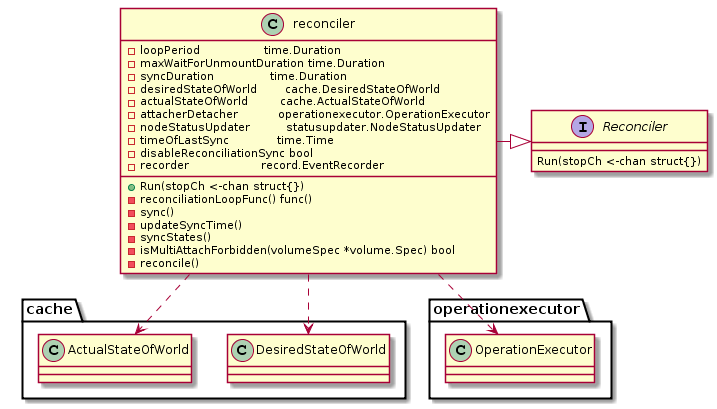 C reconciler
loopPeriod time.Duration
maxWaitForUnmountDuration time.Duration
syncDuration time.Duration
desiredStateOfWorld cache.DesiredStateOfWorld
actualStateOfWorld cache.ActualStateOfWorld
attacherDetacher operationexecutor.OperationExecutor
nodeStatusUpdater statusupdater.NodeStatusUpdater
timeOfLastSync time.Time
disableReconciliationSync bool
recorder record.EventRecorder
Run(stopCh <-chan struct{})
reconciliationLoopFunc() func()
sync()
updateSyncTime()
syncStates()
isMultiAttachForbidden(volumeSpec *volume.Spec) bool
reconcile()
I Reconciler
Run(stopCh <-chan struct{})
cache
C ActualStateOfWorld
C DesiredStateOfWorld
operationexecutor
C OperationExecutor